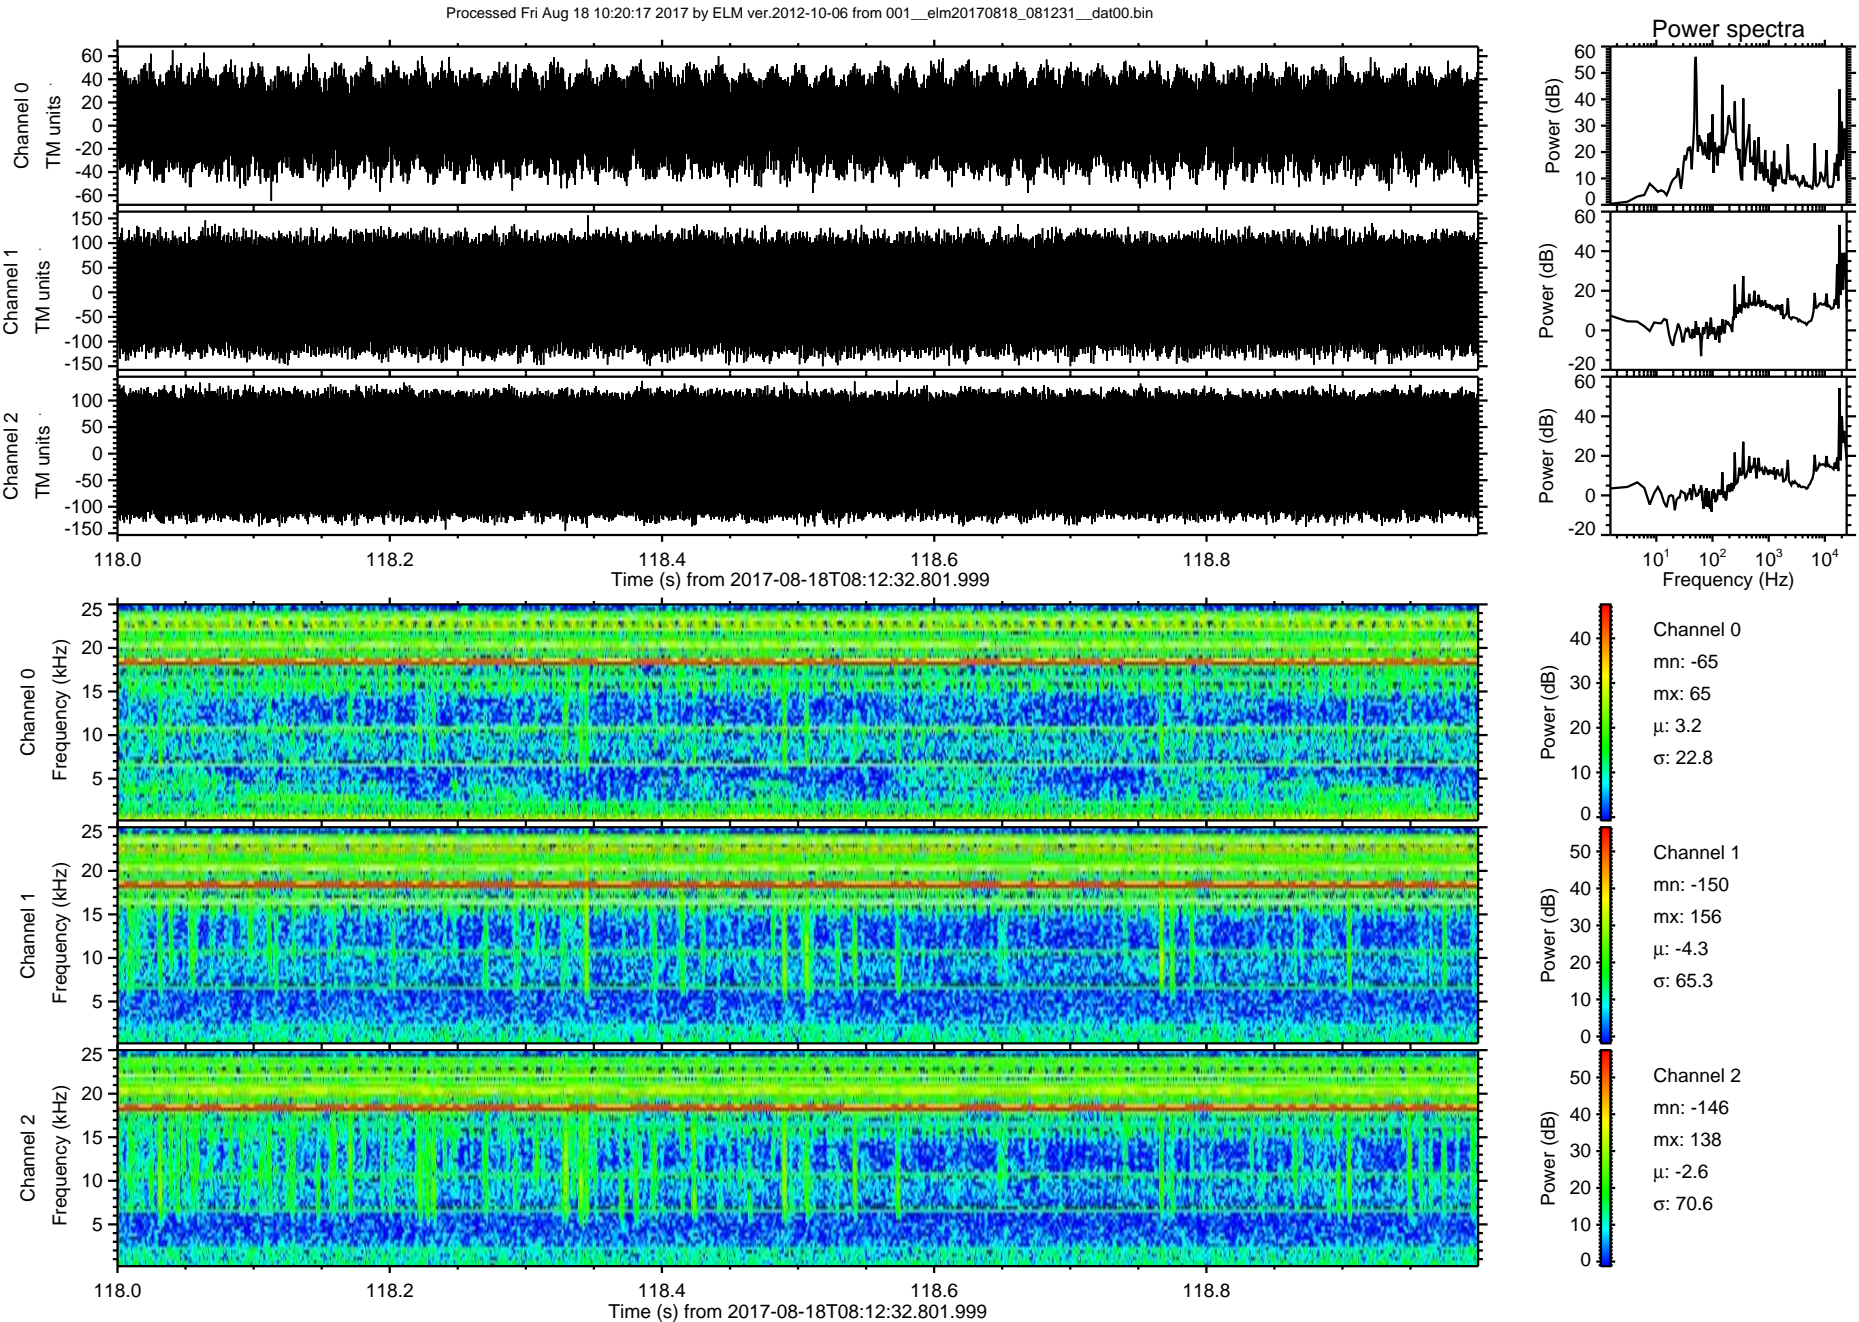 Processed Fri Aug 18 10:20:17 2017 by ELM ver.2012-10-06 from 001__elm20170818_081231__dat00.bin
Power spectra
Channel 0
TM units
60
40
20
0
-20
-40
-60
Power (dB)
60
50
40
30
20
10
0
Channel 1
TM units
150
100
50
0
-50
-100
-150
Power (dB)
60
40
20
0
-20
Channel 2
TM units
100
50
0
-50
-100
-150
Power (dB)
60
40
20
0
-20
118.0 118.2 118.4 118.6 118.8
Time (s) from 2017-08-18T08:12:32.801.999
10¹ 10² 10³ 10⁴
Frequency (Hz)
Channel 0
Frequency (kHz)
25
20
15
10
5
Power (dB)
40
30
20
10
0
Channel 0
mn: -65
mx: 65
μ: 3.2
σ: 22.8
Channel 1
Frequency (kHz)
25
20
15
10
5
Power (dB)
50
40
30
20
10
0
Channel 1
mn: -150
mx: 156
μ: -4.3
σ: 65.3
Channel 2
Frequency (kHz)
25
20
15
10
5
Power (dB)
50
40
30
20
10
0
Channel 2
mn: -146
mx: 138
μ: -2.6
σ: 70.6
118.0 118.2 118.4 118.6 118.8
Time (s) from 2017-08-18T08:12:32.801.999